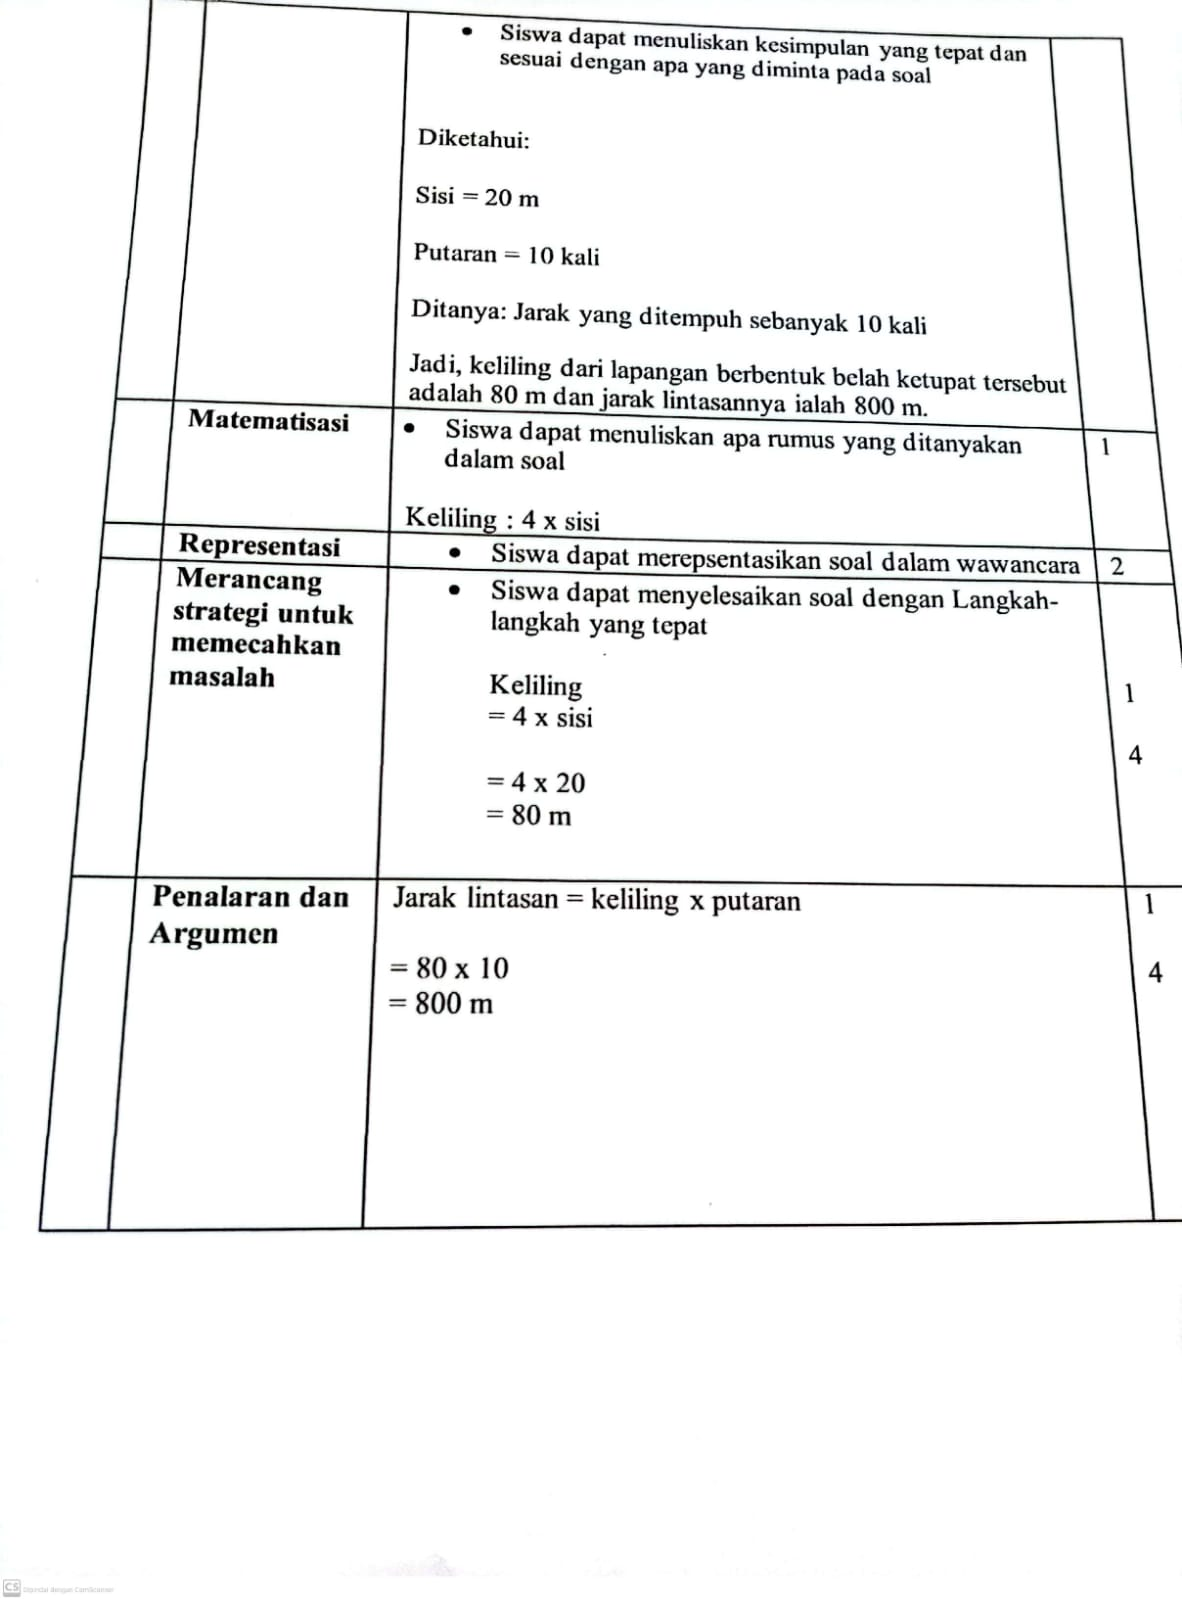 • Siswa dapat menuliskan kesimpulan yang tepat dan
sesuai dengan apa yang diminta pada soal
Diketahui:
Sisi = 20 m
Putaran = 10 kali
Ditanya: Jarak yang ditempuh sebanyak 10 kali
Jadi, keliling dari lapangan berbentuk belah ketupat tersebut
adalah 80 m dan jarak lintasannya ialah 800 m.
Matematisasi
• Siswa dapat menuliskan apa rumus yang ditanyakan
dalam soal
Keliling : 4 x sisi
1
Representasi
• Siswa dapat merepsentasikan soal dalam wawancara
2
Merancang
strategi untuk
memecahkan
masalah
• Siswa dapat menyelesaikan soal dengan Langkah-
langkah yang tepat
Keliling
= 4 x sisi
= 4 x 20
= 80 m
1
4
Penalaran dan
Argumen
Jarak lintasan = keliling x putaran
= 80 x 10
= 800 m
1
4
CS Dipindai dengan CamScanner